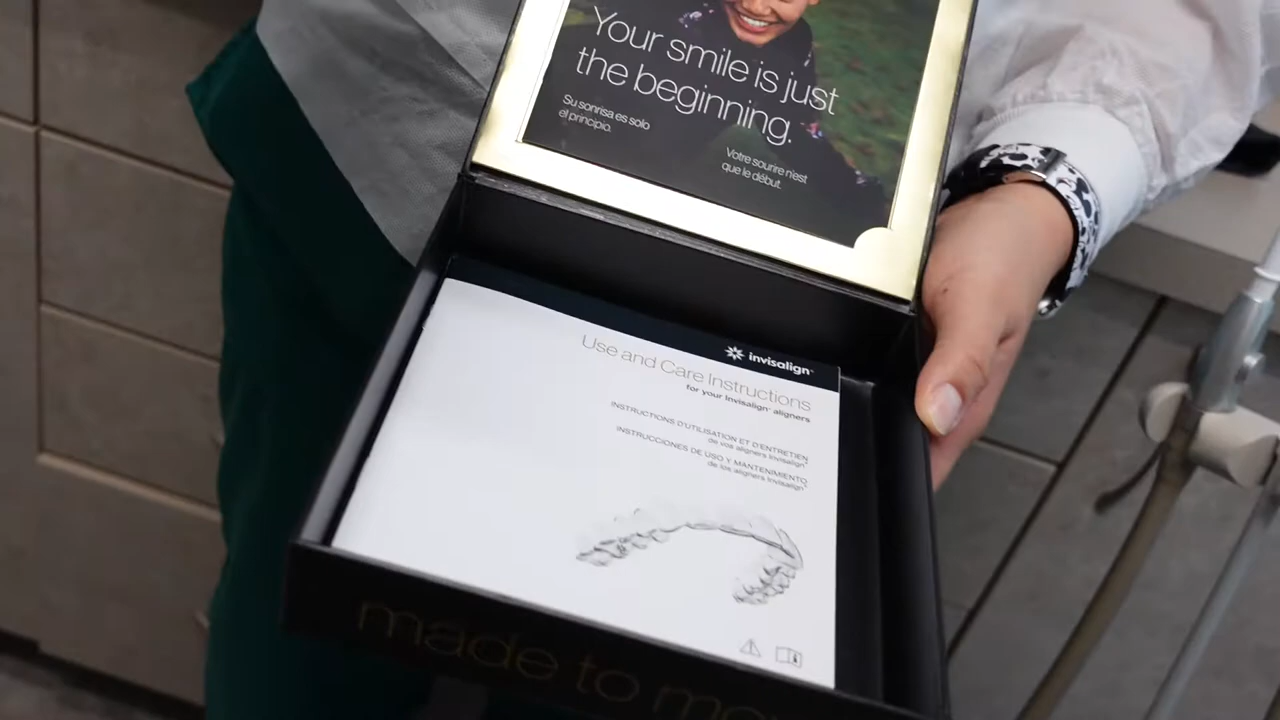 Your smile is just
the beginning.
Su sonrisa es solo
el principio.
Votre sourire n'est
que le début.
invisalign
Use and Care Instructions
for your Invisalign® aligners
INSTRUCTIONS D'UTILISATION ET D'ENTRETIEN
de vos aligners Invisalign®
INSTRUCCIONES DE USO Y MANTENIMIENTO
de los aligners Invisalign®
made to